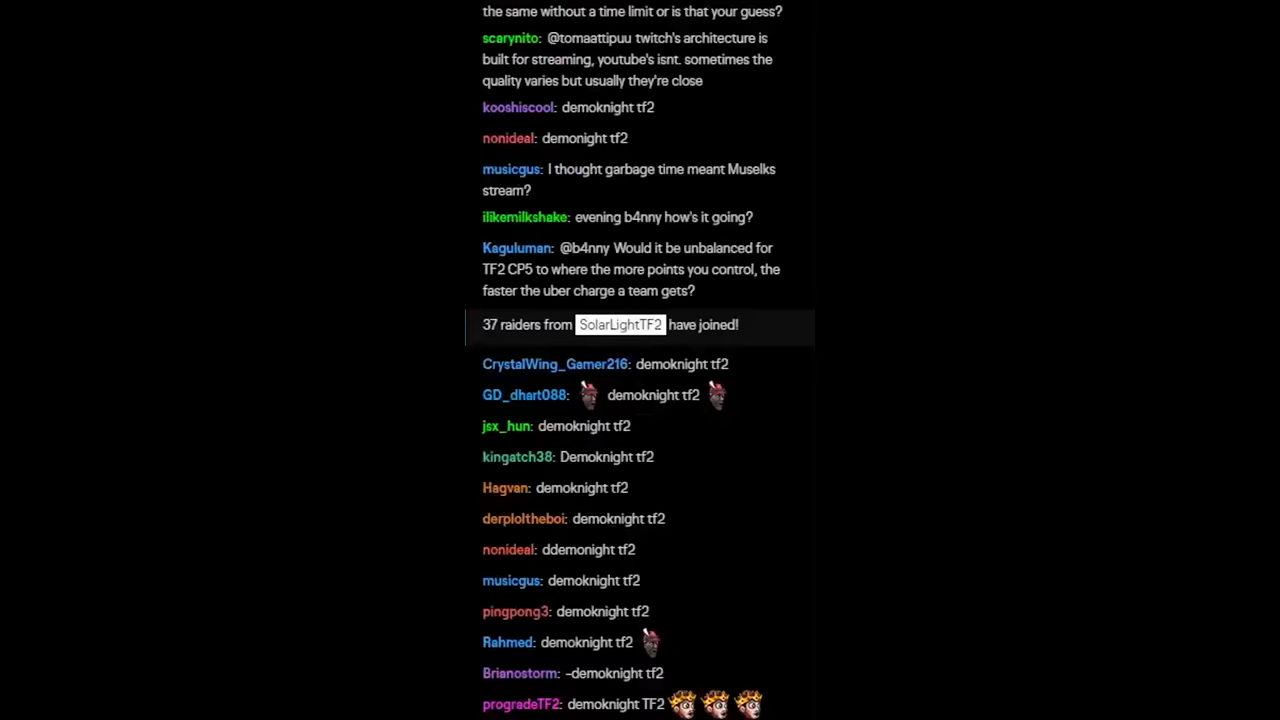 the same without a time limit or is that your guess?
scarynito: @tomaattipuu twitch's architecture is
built for streaming, youtube's isnt. sometimes the
quality varies but usually they're close
kooshiscool: demoknight tf2
nonideal: demonight tf2
musicgus: I thought garbage time meant Muselks
stream?
ilikemilkshake: evening b4nny how's it going?
Kaguluman: @b4nny Would it be unbalanced for
TF2 CP5 to where the more points you control, the
faster the uber charge a team gets?
37 raiders from SolarLightTF2 have joined!
CrystalWing_Gamer216: demoknight tf2
GD_dhart088: demoknight tf2
jsx_hun: demoknight tf2
kingatch38: Demoknight tf2
Hagvan: demoknight tf2
derploltheboi: demoknight tf2
nonideal: ddemonight tf2
musicgus: demoknight tf2
pingpong3: demoknight tf2
Rahmed: demoknight tf2
Brianostorm: -demoknight tf2
progradeTF2: demoknight TF2